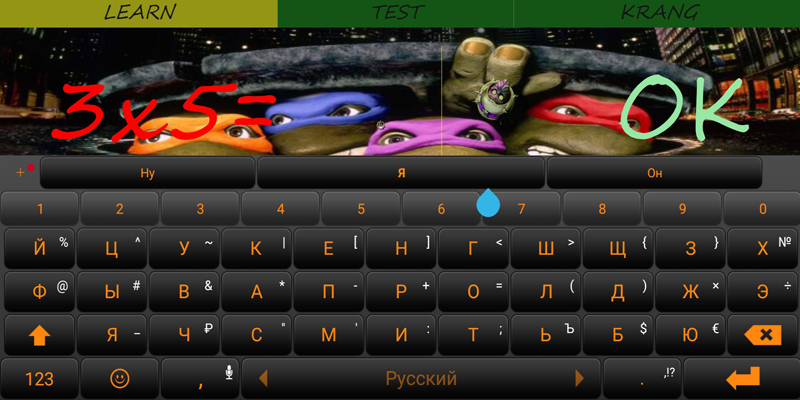 LEARN TEST KRANG
3x5= OK
Ну Я Он
1 2 3 4 5 6 7 8 9 0
Й % Ц ^ У ~ К | Е [ Н ] Г < Ш > Щ { З } Х №
Ф @ Ы # В & А * П - Р + О = Л ( Д ) Ж × Э ÷
Я _ Ч ₽ С " М ' И : Т ; Ь Ъ Б $ Ю €
123 , Русский . ,!?